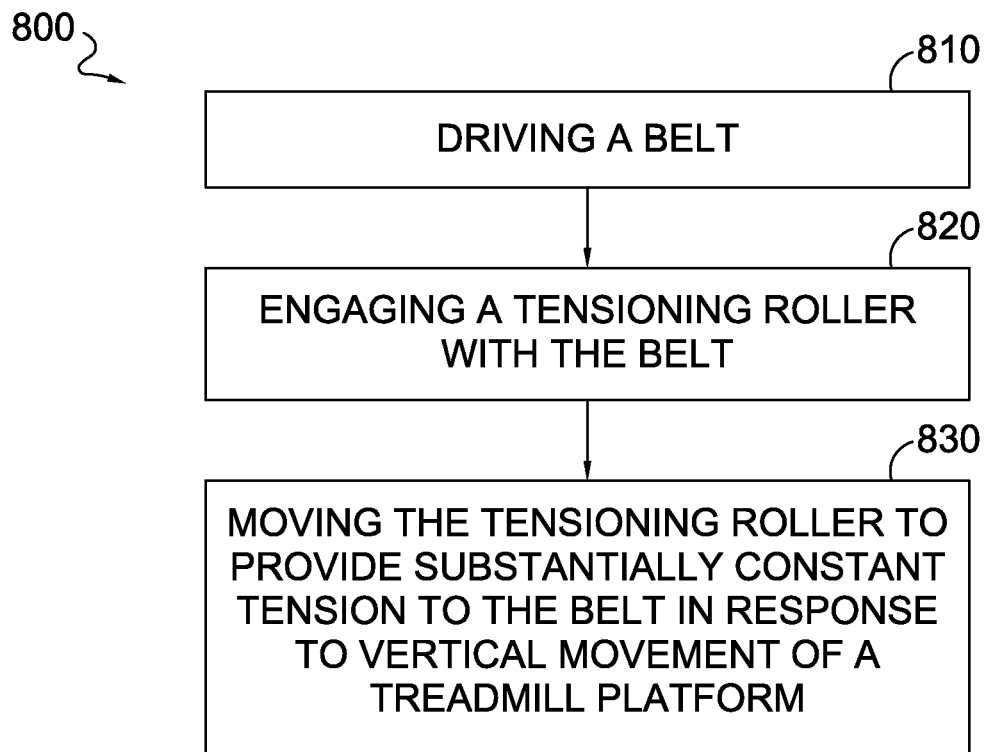 800
810
DRIVING A BELT
820
ENGAGING A TENSIONING ROLLER
WITH THE BELT
830
MOVING THE TENSIONING ROLLER TO
PROVIDE SUBSTANTIALLY CONSTANT
TENSION TO THE BELT IN RESPONSE
TO VERTICAL MOVEMENT OF A
TREADMILL PLATFORM